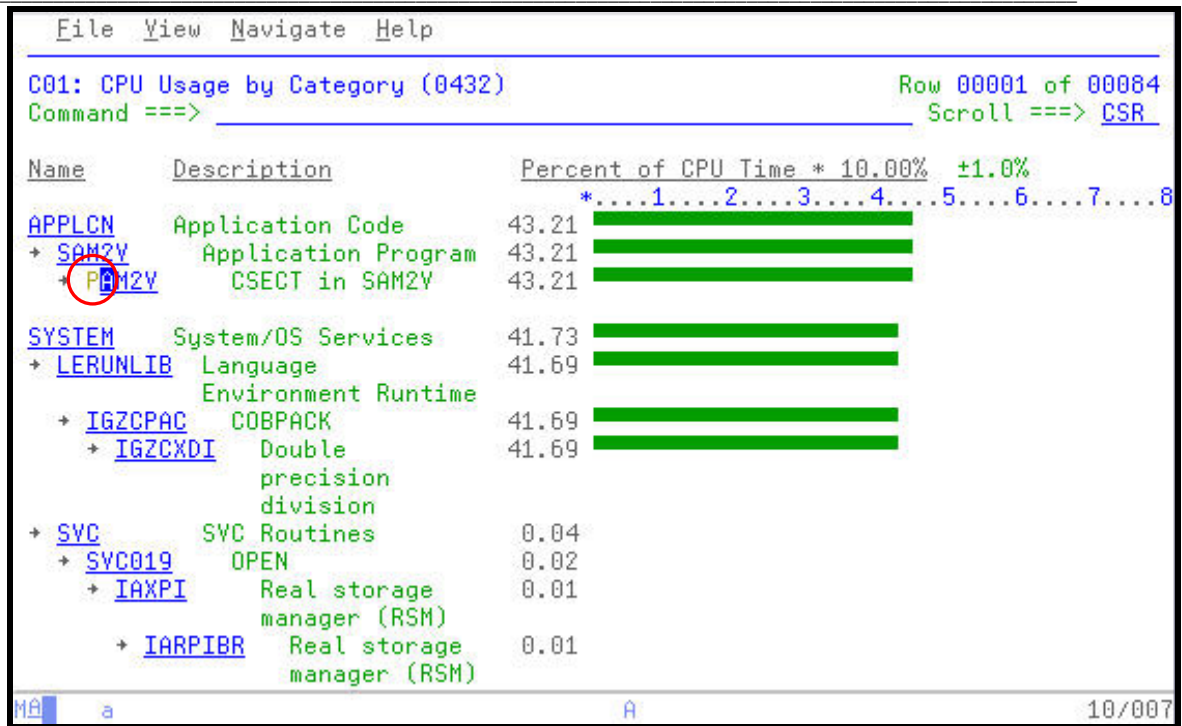 File View Navigate Help
C01: CPU Usage by Category (0432) Row 00001 of 00084
Command ===> Scroll ===> CSR
Name Description Percent of CPU Time * 10.00% ±1.0%
*....1....2....3....4....5....6....7....8
APPLCN Application Code 43.21
→ SAM2V Application Program 43.21
→ PAM2V CSECT in SAM2V 43.21
SYSTEM System/OS Services 41.73
→ LERUNLIB Language 41.69
Environment Runtime
→ IGZCPAC COBPACK 41.69
→ IGZCXDI Double 41.69
precision
division
→ SVC SVC Routines 0.04
→ SVC019 OPEN 0.02
→ IAXPI Real storage 0.01
manager (RSM)
→ IARPIBR Real storage 0.01
manager (RSM)
MA a A 10/007